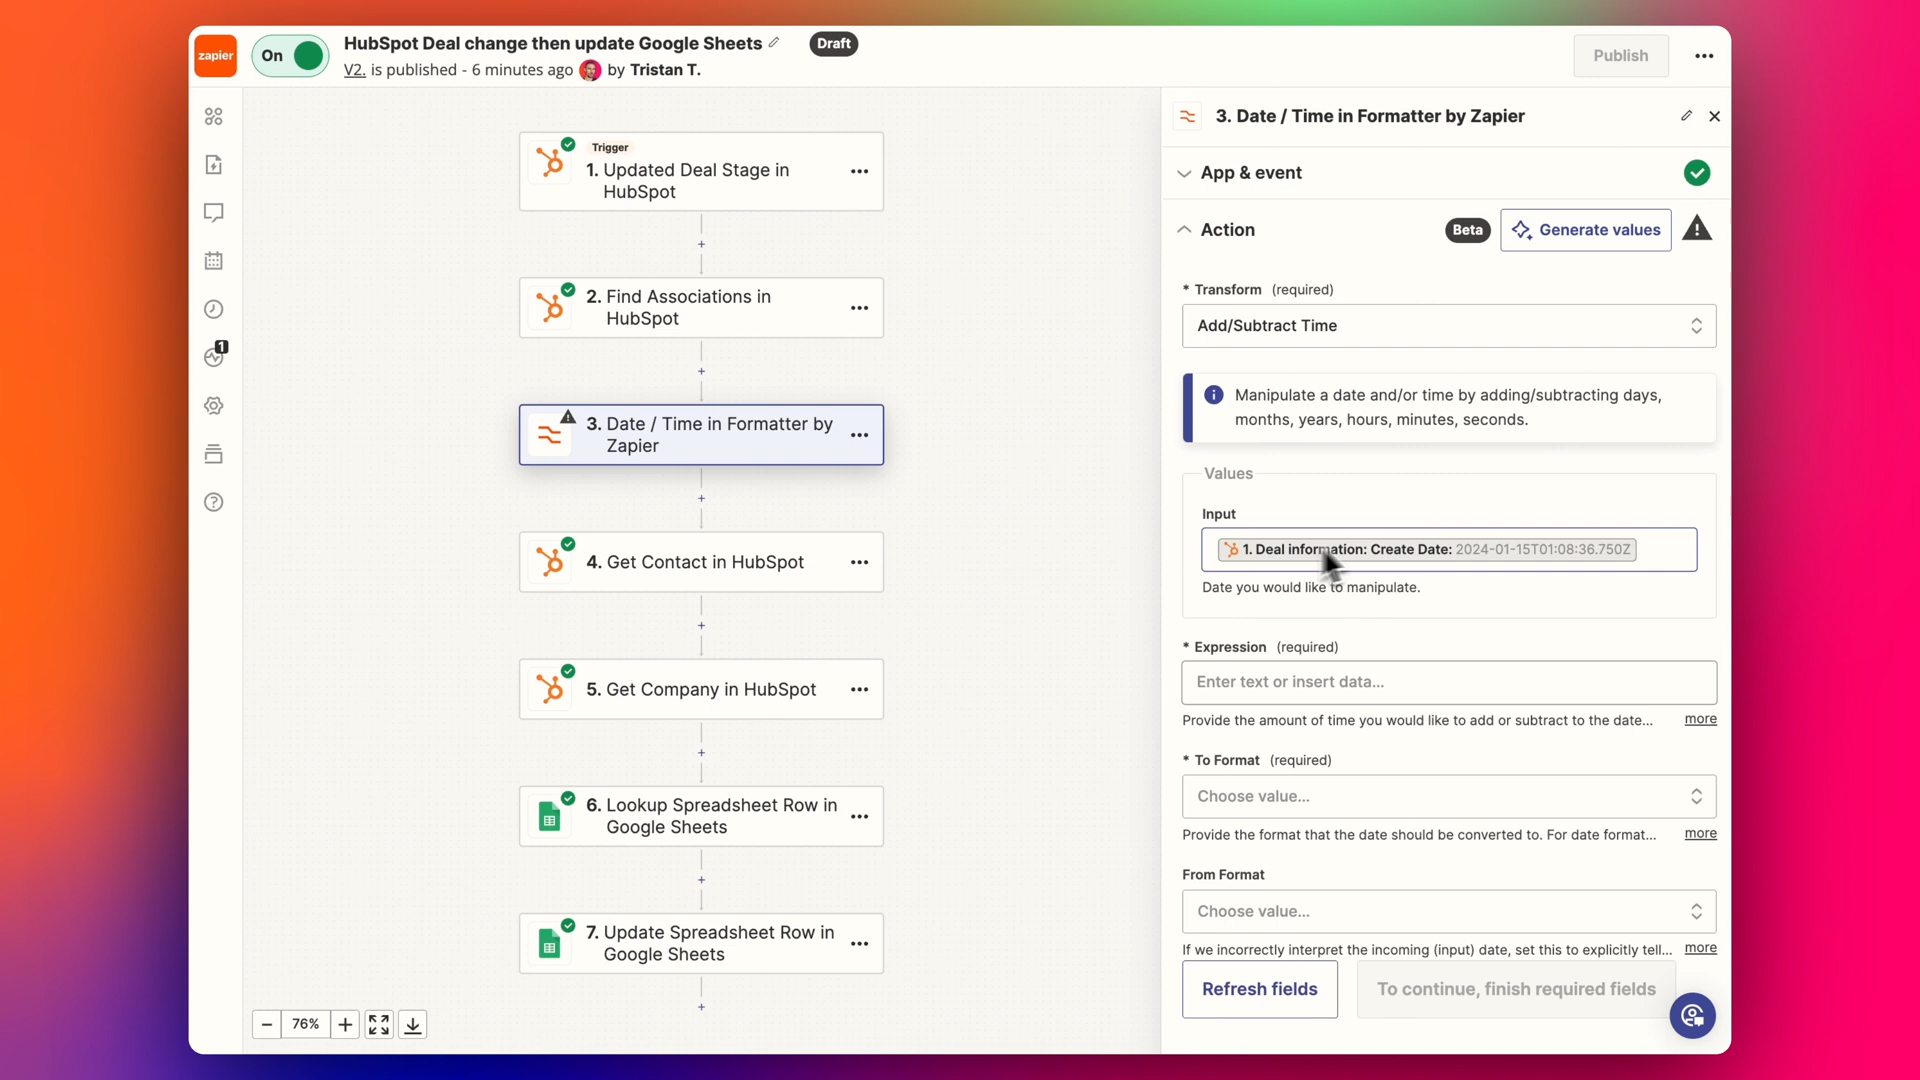 zapier
On
HubSpot Deal change then update Google Sheets
Draft
V2. is published - 6 minutes ago by Tristan T.
Publish
1
Trigger
1. Updated Deal Stage in
HubSpot
2. Find Associations in
HubSpot
3. Date / Time in Formatter by
Zapier
4. Get Contact in HubSpot
5. Get Company in HubSpot
6. Lookup Spreadsheet Row in
Google Sheets
7. Update Spreadsheet Row in
Google Sheets
76%
3. Date / Time in Formatter by Zapier
App & event
Action
Beta
Generate values
* Transform (required)
Add/Subtract Time
Manipulate a date and/or time by adding/subtracting days,
months, years, hours, minutes, seconds.
Values
Input
1. Deal information: Create Date: 2024-01-15T01:08:36.750Z
Date you would like to manipulate.
* Expression (required)
Enter text or insert data...
Provide the amount of time you would like to add or subtract to the date... more
* To Format (required)
Choose value...
Provide the format that the date should be converted to. For date format... more
From Format
Choose value...
If we incorrectly interpret the incoming (input) date, set this to explicitly tell... more
Refresh fields
To continue, finish required fields